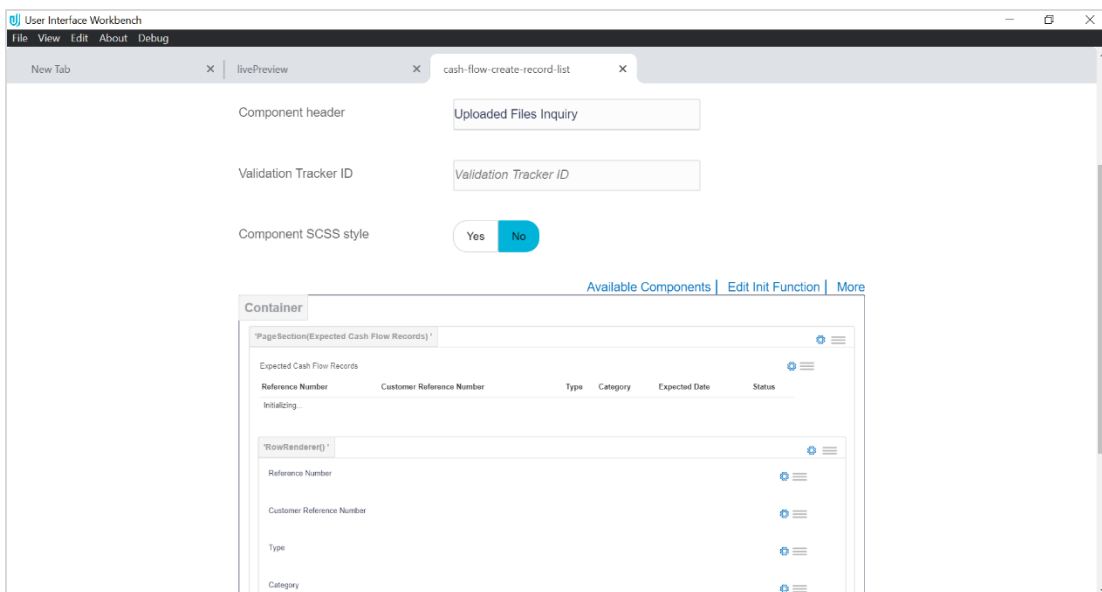 User Interface Workbench
File View Edit About Debug
New Tab livePreview cash-flow-create-record-list
Component header Uploaded Files Inquiry
Validation Tracker ID Validation Tracker ID
Component SCSS style Yes No
Available Components | Edit Init Function | More
Container
'PageSection(Expected Cash Flow Records) '
Expected Cash Flow Records
Reference Number Customer Reference Number Type Category Expected Date Status
Initializing...
'RowRenderer() '
Reference Number
Customer Reference Number
Type
Category